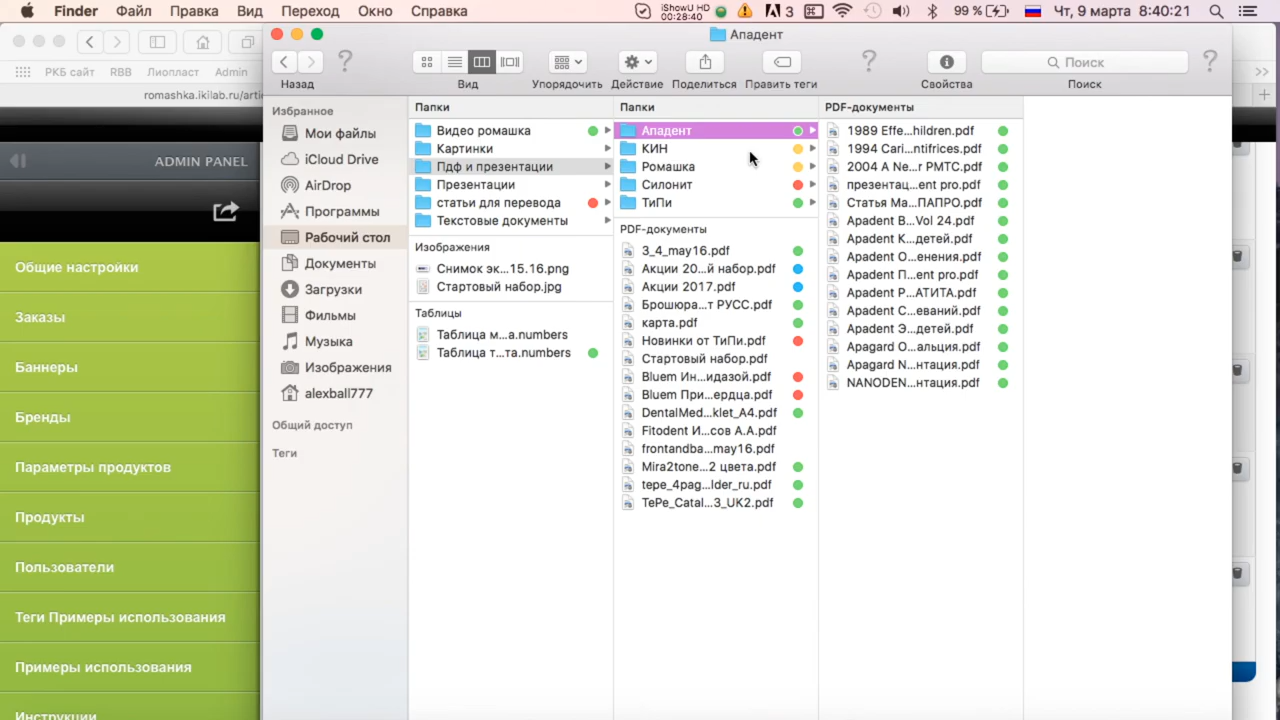 Finder Файл Правка Вид Переход Окно Справка iShowU HD 00:28:40 3 99 % Чт, 9 марта 8:40:21
Ападент
РКБ сайт RBB Лиопласт Admin
romashka.ikilab.ru/arti
Назад Вид Упорядочить Действие Поделиться Править теги Свойства Поиск
Поиск
ADMIN PANEL
Общие настройки
Заказы
Баннеры
Бренды
Параметры продуктов
Продукты
Пользователи
Теги Примеры использования
Примеры использования
Инструкции
Избранное
Мои файлы
iCloud Drive
AirDrop
Программы
Рабочий стол
Документы
Загрузки
Фильмы
Музыка
Изображения
alexball777
Общий доступ
Теги
Папки
Видео ромашка
Картинки
Пдф и презентации
Презентации
статьи для перевода
Текстовые документы
Изображения
Снимок эк...15.16.png
Стартовый набор.jpg
Таблицы
Таблица м...a.numbers
Таблица т...та.numbers
Папки
Ападент
КИН
Ромашка
Силонит
ТиПи
PDF-документы
3_4_may16.pdf
Акции 20...й набор.pdf
Акции 2017.pdf
Брошюра...т РУСС.pdf
карта.pdf
Новинки от ТиПи.pdf
Стартовый набор.pdf
Bluem Ин...идазой.pdf
Bluem При...ердца.pdf
DentalMed...klet_A4.pdf
Fitodent И...сов А.А.pdf
frontandba...may16.pdf
Mira2tone...2 цвета.pdf
tepe_4pag...lder_ru.pdf
TePe_Catal...3_UK2.pdf
PDF-документы
1989 Effe...hildren.pdf
1994 Cari...ntifrices.pdf
2004 A Ne...r PMTC.pdf
презентац...ent pro.pdf
Статья Ма...ПАПРО.pdf
Apadent B...Vol 24.pdf
Apadent К...детей.pdf
Apadent О...енения.pdf
Apadent П...ent pro.pdf
Apadent Р...АТИТА.pdf
Apadent С...еваний.pdf
Apadent Э...детей.pdf
Apagard О...альция.pdf
Apagard N...нтация.pdf
NANODEN...нтация.pdf